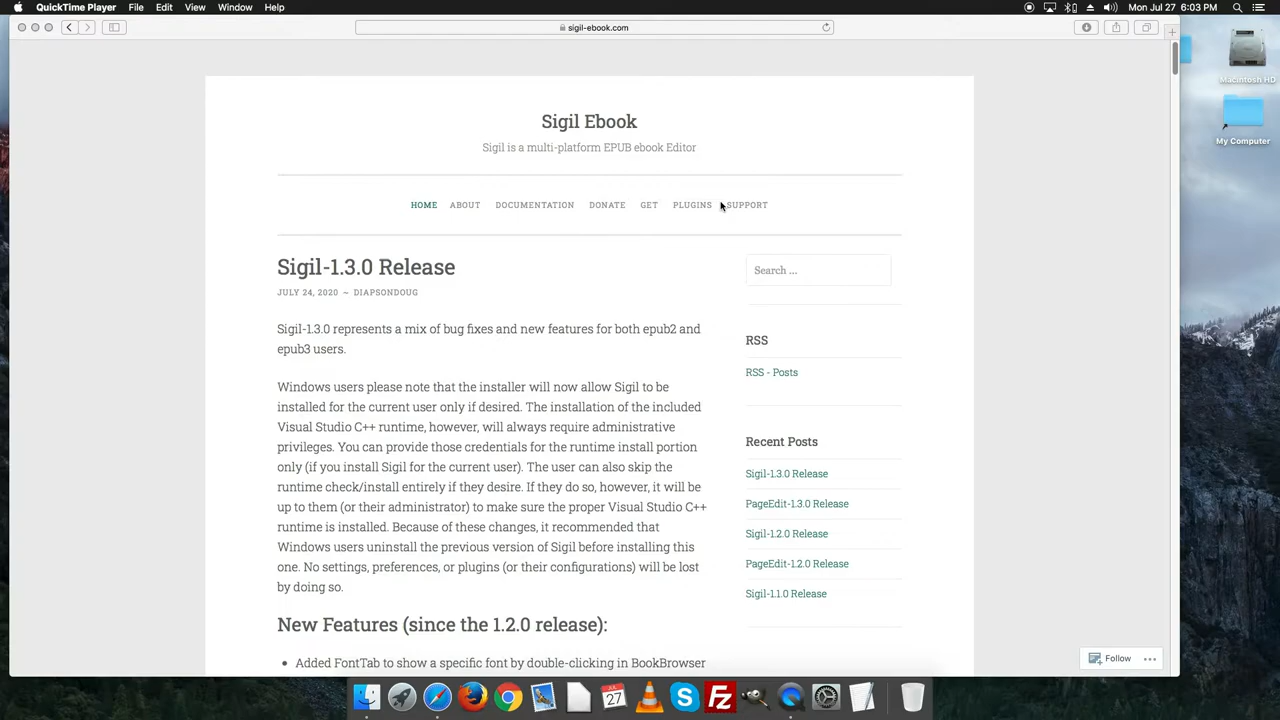 QuickTime Player File Edit View Window Help
Mon Jul 27 6:03 PM
sigil-ebook.com
Macintosh HD
My Computer
Sigil Ebook
Sigil is a multi-platform EPUB ebook Editor
HOME ABOUT DOCUMENTATION DONATE GET PLUGINS SUPPORT
Sigil-1.3.0 Release
JULY 24, 2020 ~ DIAPSONDOUG
Sigil-1.3.0 represents a mix of bug fixes and new features for both epub2 and
epub3 users.
Windows users please note that the installer will now allow Sigil to be
installed for the current user only if desired. The installation of the included
Visual Studio C++ runtime, however, will always require administrative
privileges. You can provide those credentials for the runtime install portion
only (if you install Sigil for the current user). The user can also skip the
runtime check/install entirely if they desire. If they do so, however, it will be
up to them (or their administrator) to make sure the proper Visual Studio C++
runtime is installed. Because of these changes, it recommended that
Windows users uninstall the previous version of Sigil before installing this
one. No settings, preferences, or plugins (or their configurations) will be lost
by doing so.
New Features (since the 1.2.0 release):
• Added FontTab to show a specific font by double-clicking in BookBrowser
Search ...
RSS
RSS - Posts
Recent Posts
Sigil-1.3.0 Release
PageEdit-1.3.0 Release
Sigil-1.2.0 Release
PageEdit-1.2.0 Release
Sigil-1.1.0 Release
Follow
JUL
27
S
Fz